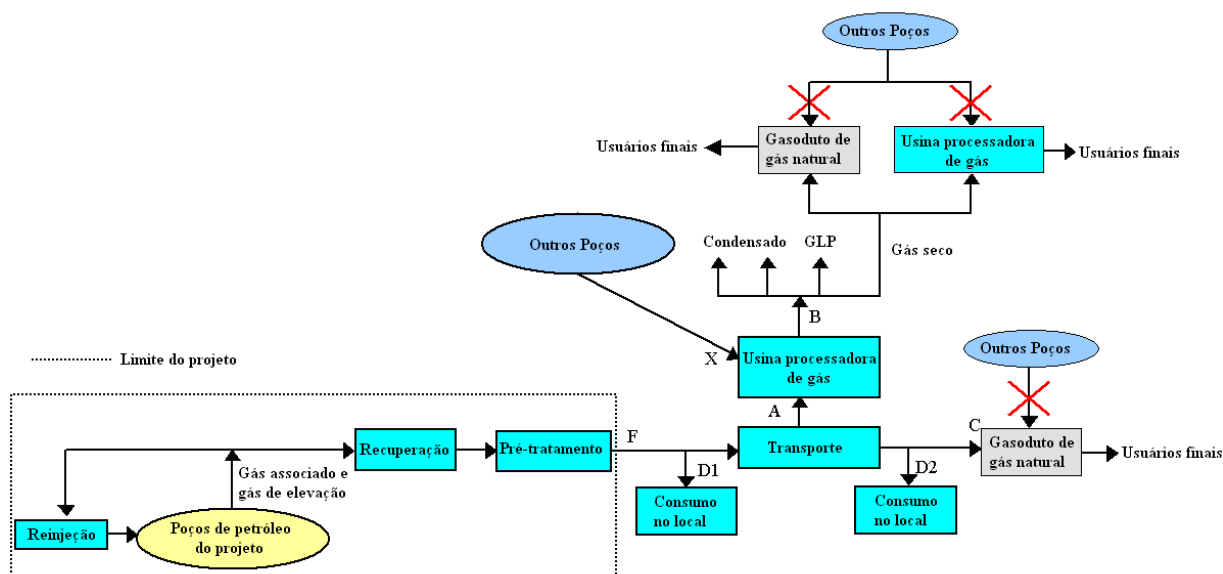 Outros Poços
Usuários finais
Gasoduto de
gás natural
Usina processadora
de gás
Usuários finais
Outros Poços
Condensado
GLP
Gás seco
B
Limite do projeto
X
Usina processadora
de gás
Outros Poços
A
C
F
Recuperação
Pré-tratamento
Transporte
Gasoduto de
gás natural
Usuários finais
Gás associado e
gás de elevação
D1
D2
Consumo
no local
Consumo
no local
Reinjeção
Poços de petróleo
do projeto